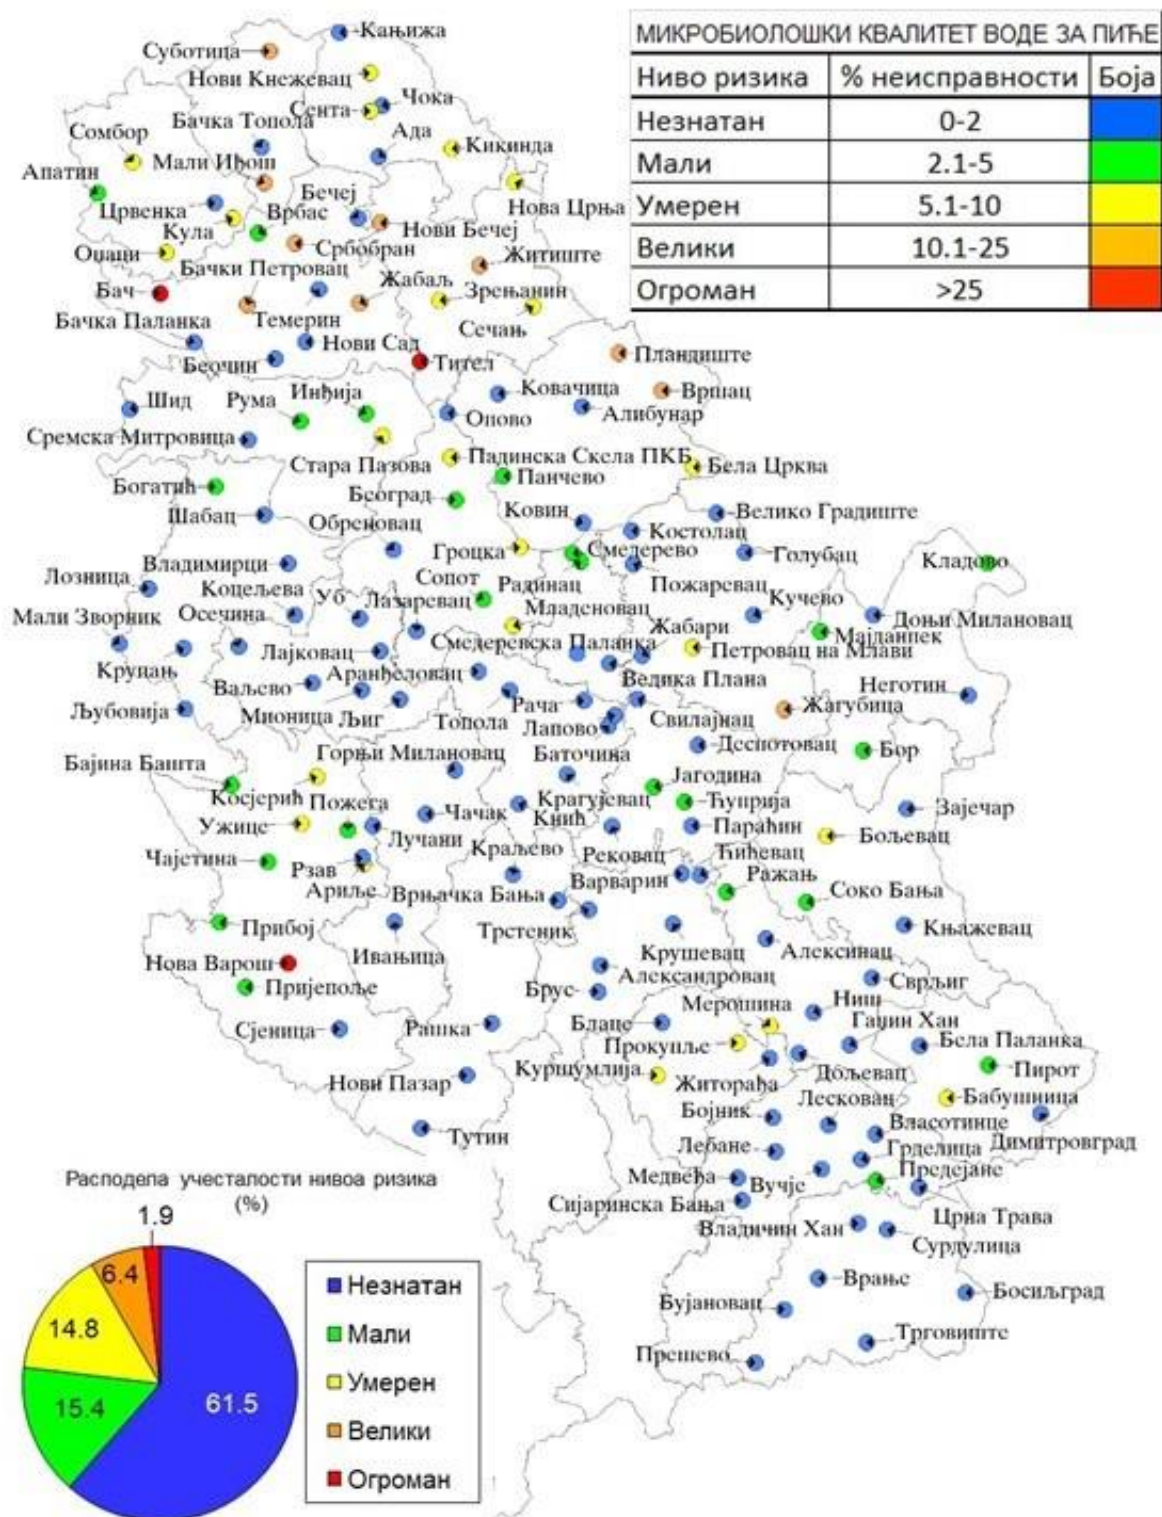 МИКРОБИОЛОШКИ КВАЛИТЕТ ВОДЕ ЗА ПИЋЕ
Ниво ризика % неисправности Боја
Незнатан 0-2
Мали 2.1-5
Умерен 5.1-10
Велики 10.1-25
Огроман >25
Кањижа
Суботица
Нови Кнежевац
Чока
Сента
Бачка Топола
Сомбор
Ада
Кикинда
Мали Иђош
Апатин
Бечеј
Нова Црња
Црвенка
Врбас
Кула
Нови Бечеј
Србобран
Оџаци
Житиште
Бачки Петровац
Жабаљ
Бач
Зрењанин
Бачка Паланка
Темерин
Сечањ
Нови Сад
Беочин
Тител
Пландиште
Ковачица
Вршац
Шид
Рума
Инђија
Опово
Алибунар
Сремска Митровица
Стара Пазова
Падинска Скела ПКБ
Бела Црква
Панчево
Богатић
Београд
Шабац
Обреновац
Ковин
Велико Градиште
Костолац
Гроцка
Смедерево
Голубац
Владимирци
Кладово
Лозница
Коцељева
Уб
Сопот
Радинац
Пожаревац
Лазаревац
Младеновац
Кучево
Мали Зворник
Осечина
Доњи Милановац
Смедеревска Паланка
Жабари
Мајданпек
Лајковац
Петровац на Млави
Крупањ
Аранђеловац
Велика Плана
Ваљево
Неготин
Љубовија
Мионица
Љиг
Топола
Рача
Свилајнац
Жагубица
Лапово
Горњи Милановац
Баточина
Деспотовац
Бор
Бајина Башта
Јагодина
Косјерић
Пожега
Крагујевац
Ћуприја
Чачак
Кнић
Зајечар
Ужице
Лучани
Параћин
Бољевац
Чајетина
Краљево
Рековац
Ћићевац
Рзав
Варварин
Ражањ
Ариље
Врњачка Бања
Соко Бања
Прибој
Трстеник
Књажевац
Ивањица
Крушевац
Алексинац
Нова Варош
Александровац
Сврљиг
Пријепоље
Брус
Мерошина
Ниш
Сјеница
Рашка
Блаце
Гаџин Хан
Прокупље
Бела Паланка
Куршумлија
Пирот
Нови Пазар
Житорађа
Дољевац
Лесковац
Бабушница
Бојник
Власотинце
Тутин
Димитровград
Лебане
Грделица
Предејане
Медвеђа
Вучје
Сијаринска Бања
Црна Трава
Владичин Хан
Сурдулица
Врање
Босиљград
Бујановац
Трговиште
Прешево
Расподела учесталости нивоа ризика
(%)
1.9
6.4
14.8
15.4
61.5
Незнатан
Мали
Умерен
Велики
Огроман